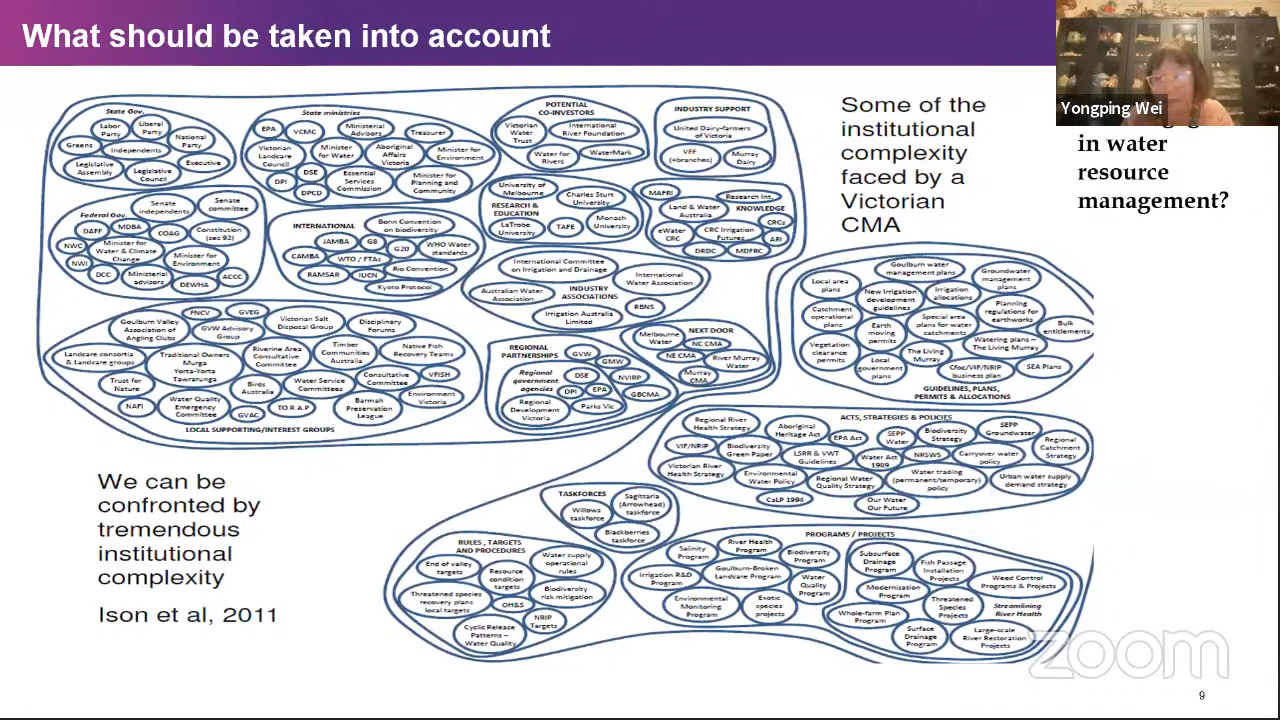 What should be taken into account
Yongping Wei
Some of the
institutional
complexity
faced by a
Victorian
CMA
in water
resource
management?
State Gov.
Labor
Party
Liberal
Party
National
Party
Greens
Independents
Legislative
Assembly
Legislative
Council
Executive
State ministries
EPA
VCMC
Ministerial
Advisors
Treasurer
Victorian
Landcare
Council
Minister
for Water
Aboriginal
Affairs
Victoria
Minister for
Environment
DSE
DPI
DPCD
Essential
Services
Commission
Minister for
Planning and
Community
POTENTIAL
CO-INVESTORS
Victorian
Water
Trust
International
River Foundation
Water for
Rivers
WaterMark
INDUSTRY SUPPORT
United Dairy-farmers
of Victoria
VFF
(+branches)
Murray
Dairy
Federal Gov.
Senate
independents
Senate
committee
DAFF
MDBA
COAG
Constitution
(sec 92)
NWC
Minister for
Water & Climate
Change
Minister for
Environment
NWI
DCC
Ministerial
advisors
DEWHA
ACCC
INTERNATIONAL
Bonn Convention
on biodiversity
JAMBA
G8
G20
WHO Water
standards
CAMBA
WTO / FTAs
RAMSAR
IUCN
Rio Convention
Kyoto Protocol
University of
Melbourne
Charles Sturt
University
RESEARCH &
EDUCATION
LaTrobe
University
TAFE
Monash
University
MAFRI
Research Int.
Land & Water
Australia
KNOWLEDGE
CRCs
eWater
CRC
CRC Irrigation
Futures
ARI
DRDC
MDFRC
International Committee
on Irrigation and Drainage
International
Water Association
Australian Water
Association
INDUSTRY
ASSOCIATIONS
RBNS
Irrigation Australia
Limited
FNCV
GVEG
Goulburn Valley
Association of
Angling Clubs
GVW Advisory
Group
Victorian Salt
Disposal Group
Disciplinary
Forums
Landcare consortia
& Landcare groups
Traditional Owners
Murga
Yorta-Yorta
Tawrarunga
Riverine Area
Consultative
Committee
Timber
Communities
Australia
Native Fish
Recovery Teams
Trust for
Nature
Birds
Australia
Water Service
Committees
Consultative
Committee
VFISH
NAFI
Water Quality
Emergency
Committee
GVAC
TO R.A.P
Barmah
Preservation
League
Environment
Victoria
LOCAL SUPPORTING/INTEREST GROUPS
REGIONAL
PARTNERSHIPS
GVW
GMW
Regional
government
agencies
DSE
NVIRP
DPI
EPA
GBCMA
Regional
Development
Victoria
Parks Vic
Melbourne
Water
NEXT DOOR
NC CMA
NE CMA
River Murray
Water
Murray
CMA
Local area
plans
Goulburn water
management plans
Groundwater
management
plans
New Irrigation
development
guidelines
Irrigation
allocations
Catchment
operational
plans
Planning
regulations for
earthworks
Earth
moving
permits
Special area
plans for water
catchments
Bulk
entitlements
Vegetation
clearance
permits
The Living
Murray
Watering plans –
The Living Murray
Local
government
plans
Cfoc/VIF/NRIP
business plan
SEA Plans
GUIDELINES, PLANS,
PERMITS & ALLOCATIONS
ACTS, STRATEGIES & POLICIES
Regional River
Health Strategy
Aboriginal
Heritage Act
EPA Act
SEPP
Water
Biodiversity
Strategy
SEPP
Groundwater
Regional
Catchment
Strategy
VIF/NRIP
Biodiversity
Green Paper
LSRR & VWT
Guidelines
Water Act
1989
NRSWS
Carryover water
policy
Victorian River
Health Strategy
Environmental
Water Policy
Regional Water
Quality Strategy
Water trading
(permanent/temporary)
policy
Urban water supply
demand strategy
CaLP 1994
Our Water
Our Future
TASKFORCES
Willows
taskforce
Sagittaria
(Arrowhead)
taskforce
Blackberries
taskforce
RULES, TARGETS
AND PROCEDURES
End of valley
targets
Resource
condition
targets
Water supply
operational
rules
Threatened species
recovery plans
local targets
OH&S
Biodiversity
risk mitigation
Cyclic Release
Patterns –
Water Quality
NRIP
Targets
PROGRAMS / PROJECTS
Salinity
Program
River Health
Program
Biodiversity
Program
Irrigation R&D
Program
Goulburn-Broken
Landcare Program
Water
Quality
Program
Environmental
Monitoring
Program
Exotic
species
projects
Subsurface
Drainage
Program
Fish Passage
Installation
Projects
Weed Control
Programs & Projects
Modernisation
Program
Threatened
Species
Projects
Streamlining
River Health
Whole-farm Plan
Program
Surface
Drainage
Program
Large-scale
River Restoration
Projects
We can be
confronted by
tremendous
institutional
complexity
Ison et al, 2011
zoom
9